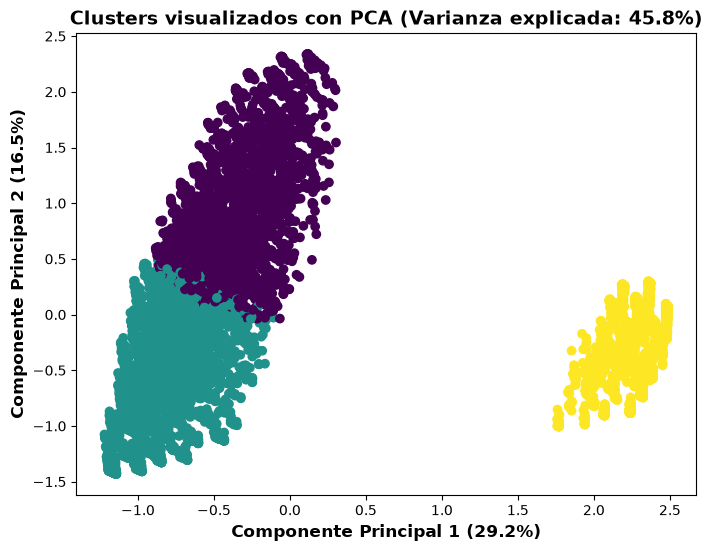 Clusters visualizados con PCA (Varianza explicada: 45.8%)
2.5
2.0
1.5
1.0
0.5
0.0
−0.5
−1.0
−1.5
Componente Principal 2 (16.5%)
−1.0 −0.5 0.0 0.5 1.0 1.5 2.0 2.5
Componente Principal 1 (29.2%)